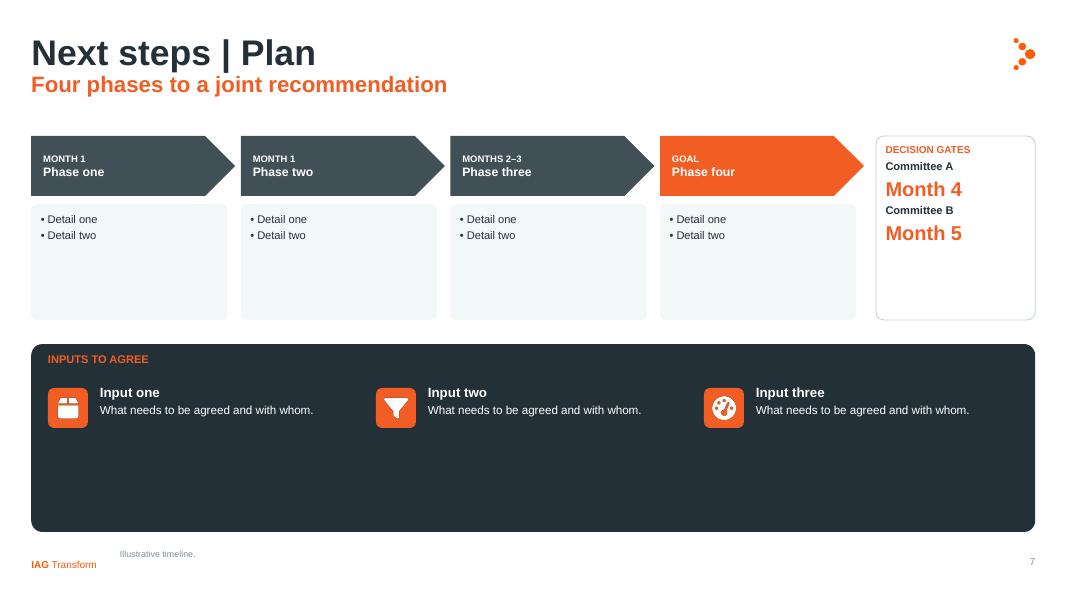 Next steps | Plan
Four phases to a joint recommendation
MONTH 1
Phase one
MONTH 1
Phase two
MONTHS 2–3
Phase three
GOAL
Phase four
DECISION GATES
Committee A
Month 4
Committee B
Month 5
• Detail one
• Detail two
• Detail one
• Detail two
• Detail one
• Detail two
• Detail one
• Detail two
INPUTS TO AGREE
Input one
What needs to be agreed and with whom.
Input two
What needs to be agreed and with whom.
Input three
What needs to be agreed and with whom.
Illustrative timeline.
IAG Transform
7